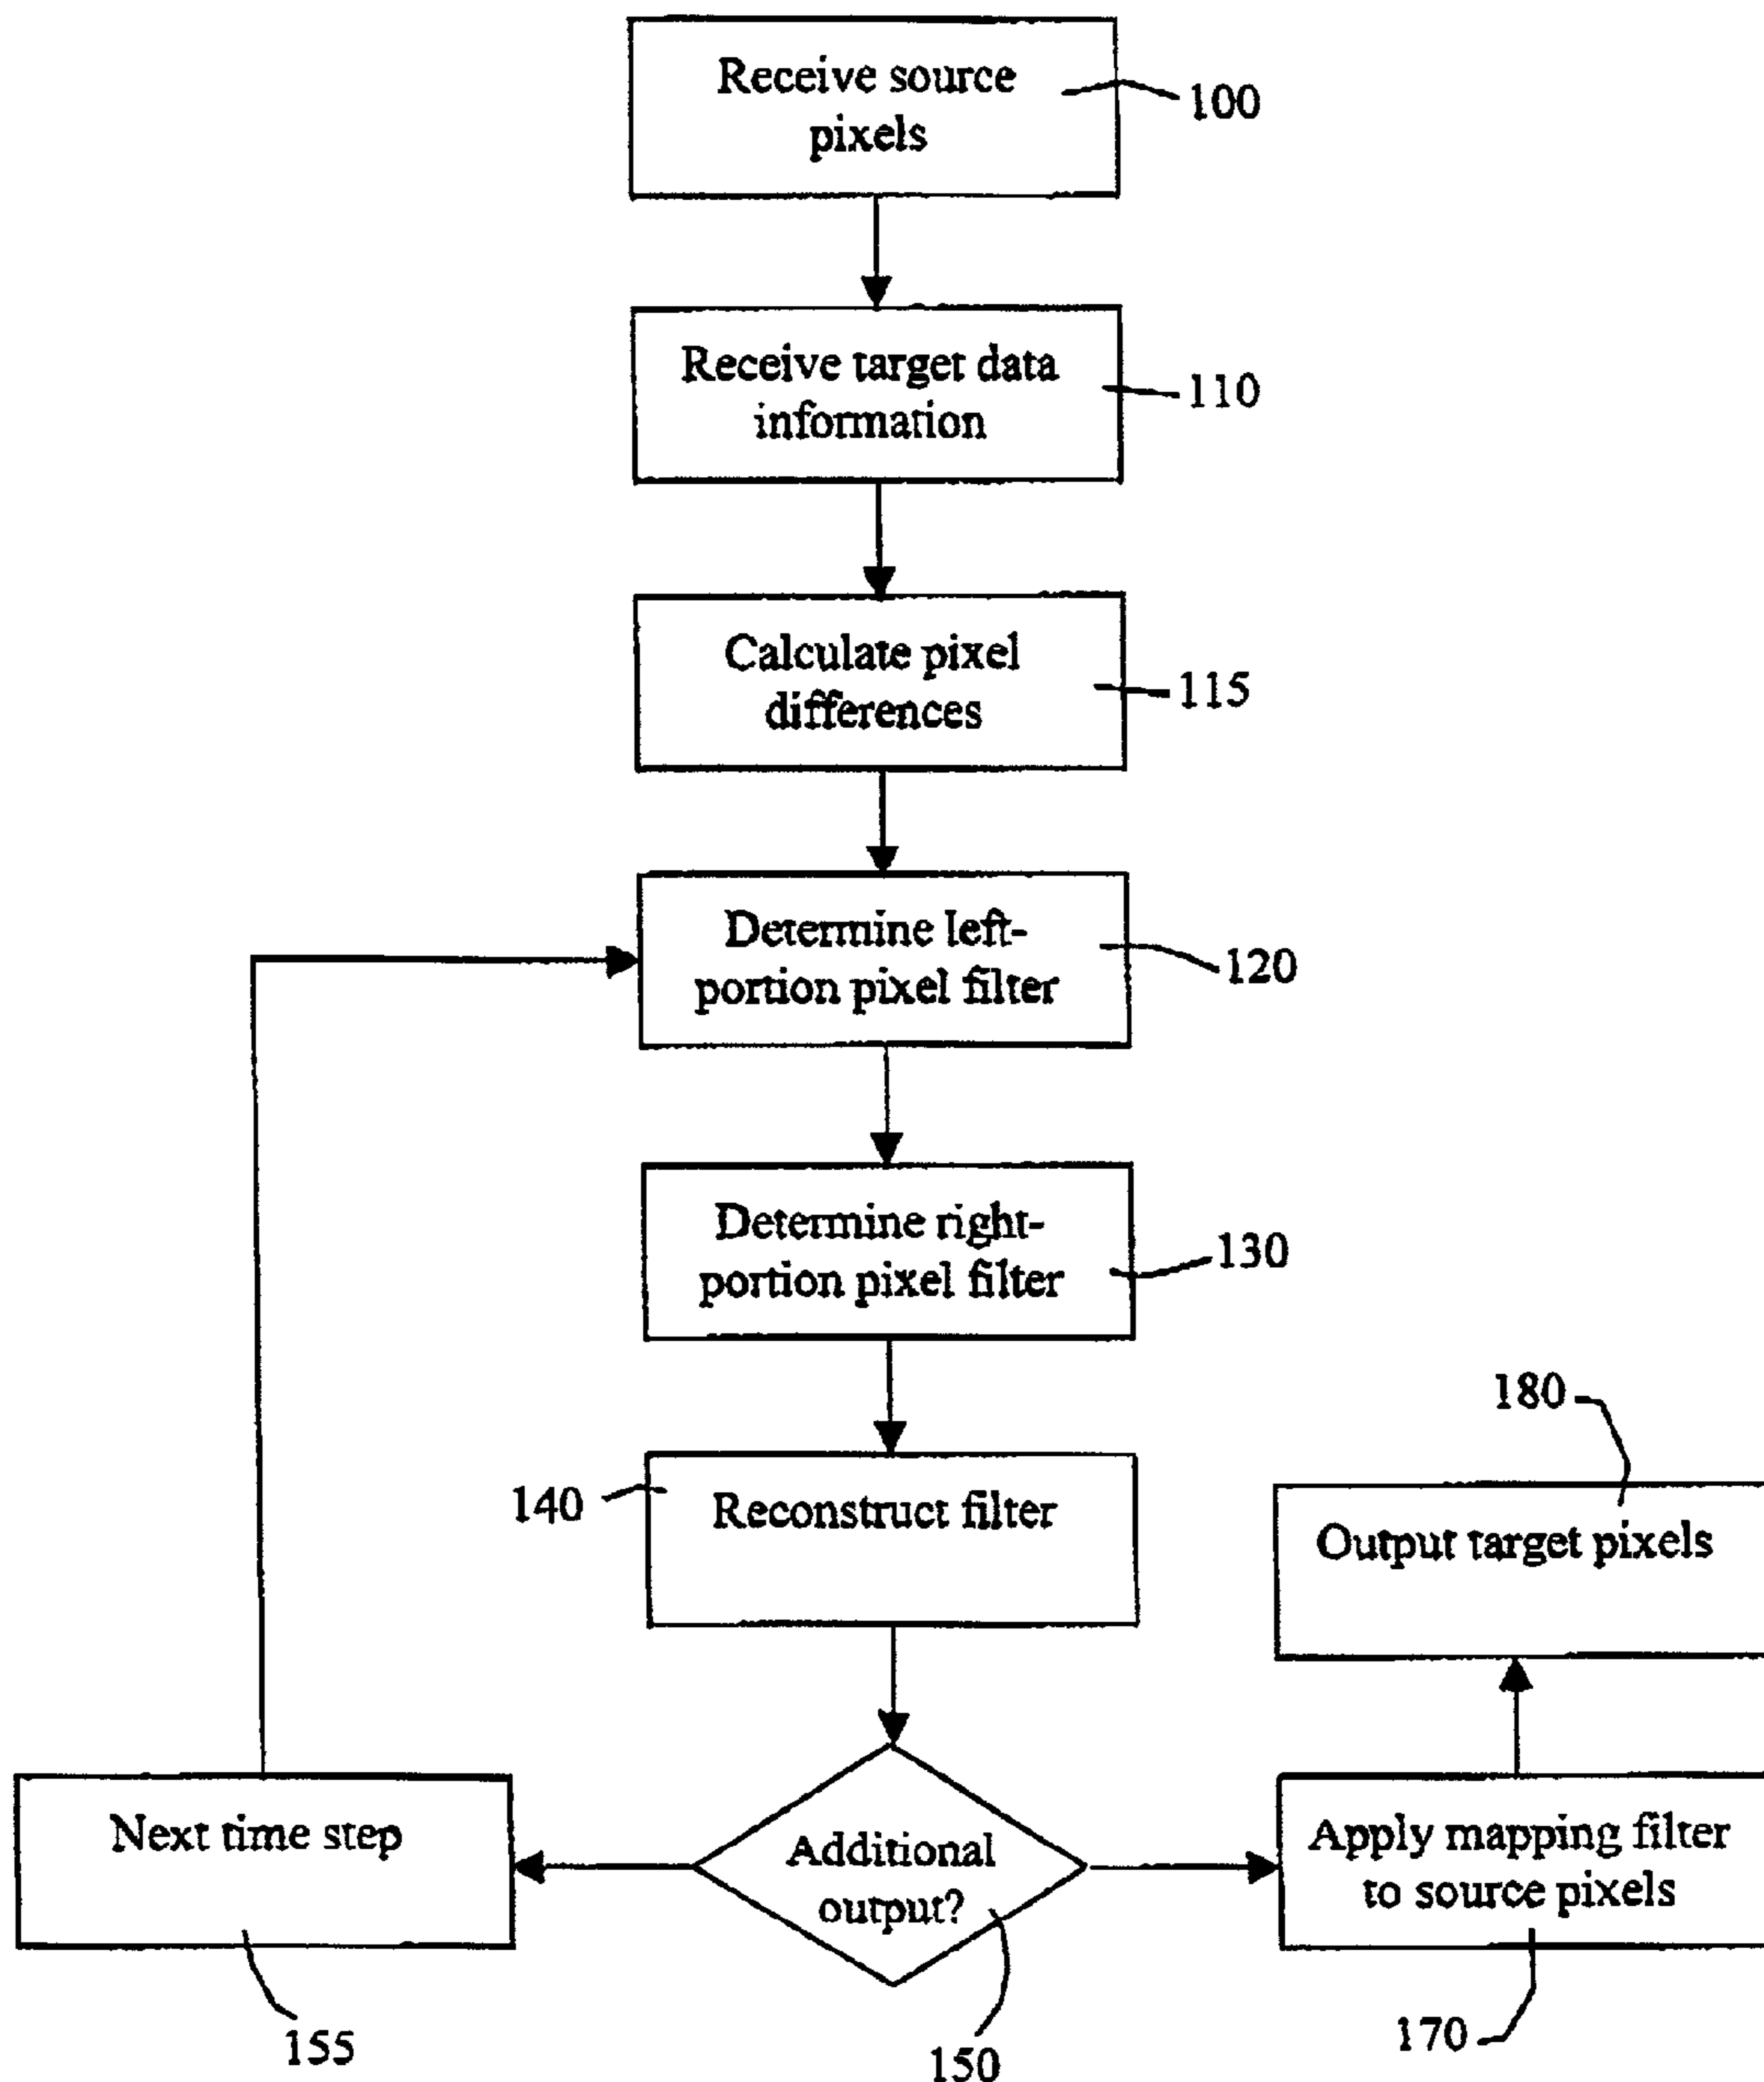 Receive source
pixels
100
Receive target data
information
110
Calculate pixel
differences
115
Determine left-
portion pixel filter
120
Determine right-
portion pixel filter
130
180
140
Reconstruct filter
Output target pixels
Next time step
Additional
output?
Apply mapping filter
to source pixels
155
150
170